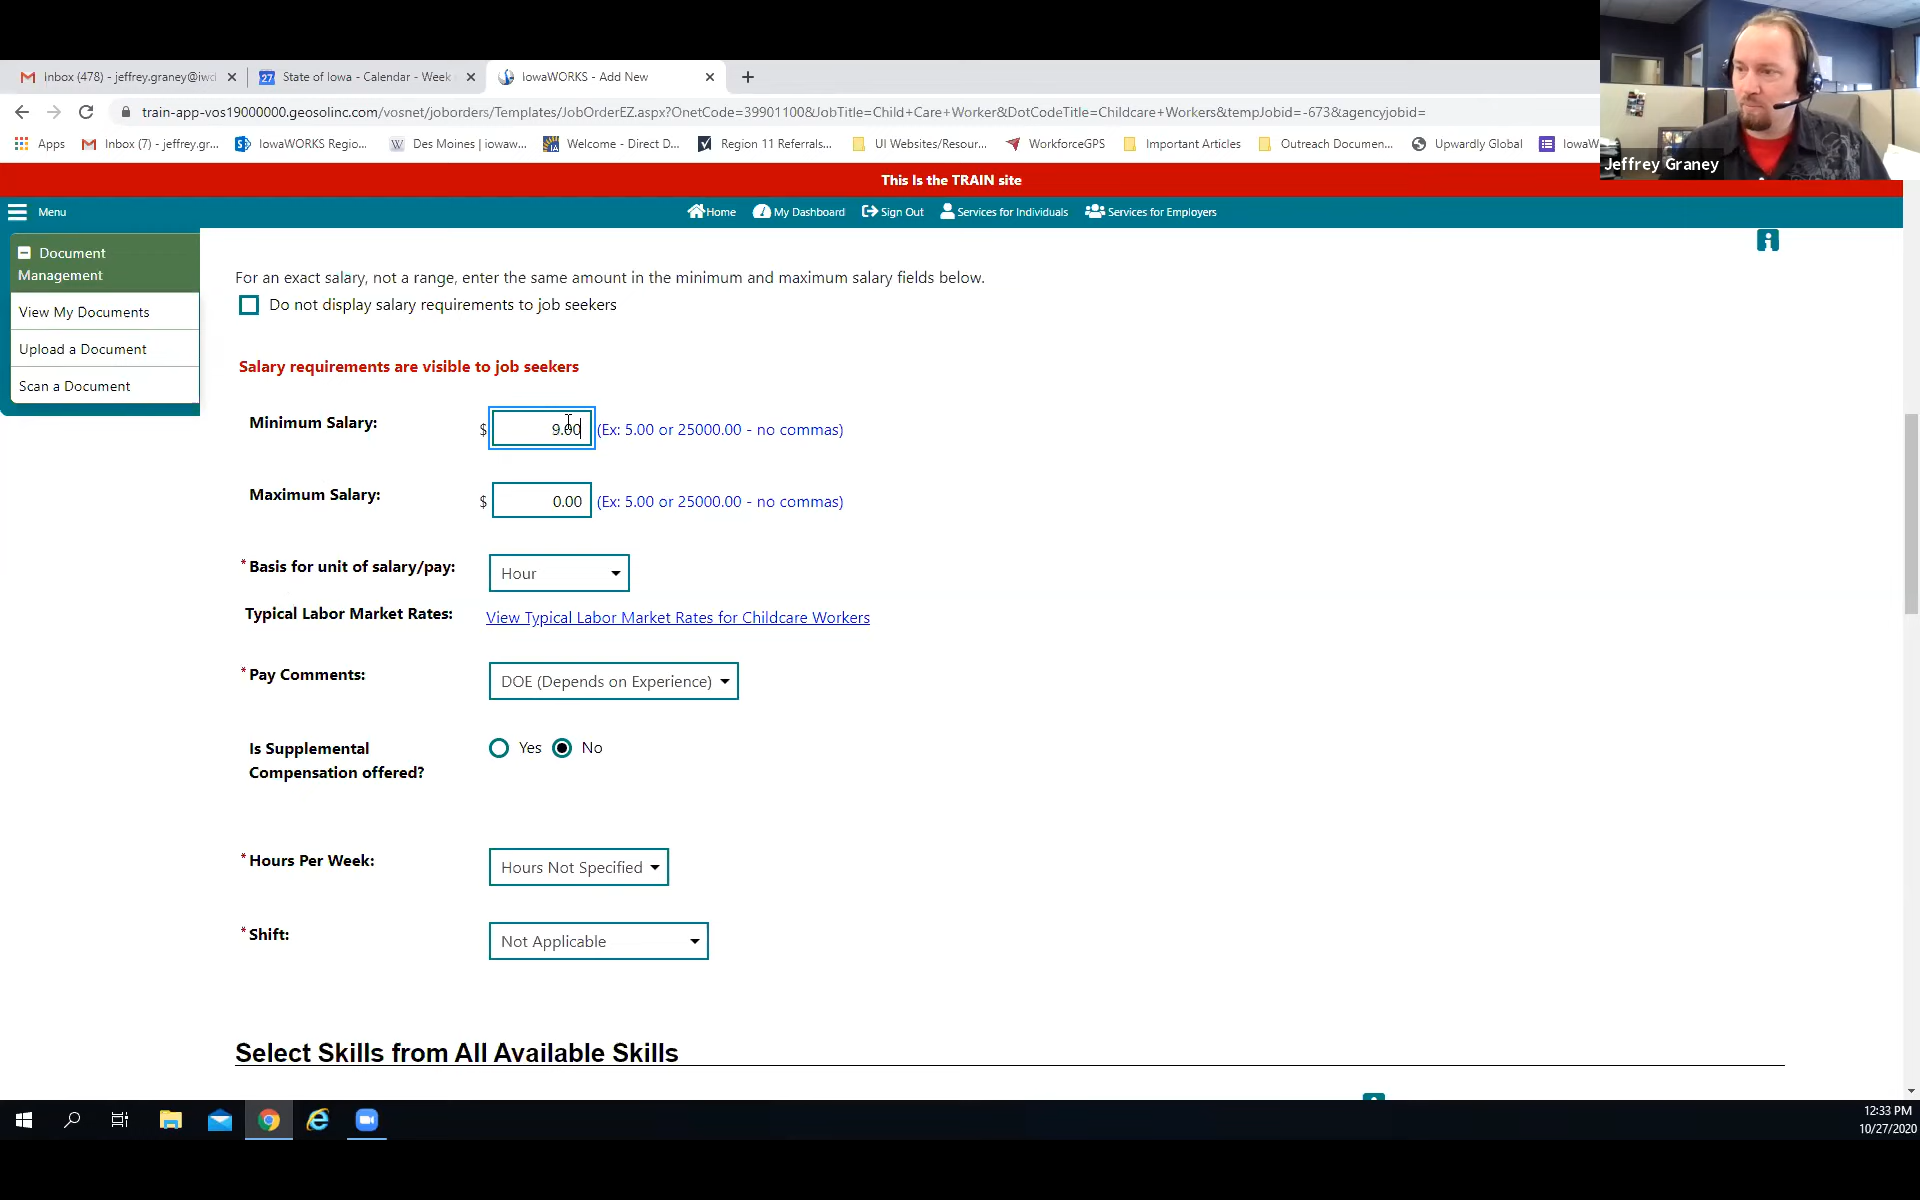 Inbox (478) - jeffrey.graney@iwd
State of Iowa - Calendar - Week
IowaWORKS - Add New
train-app-vos19000000.geosolinc.com/vosnet/joborders/Templates/JobOrderEZ.aspx?OnetCode=39901100&JobTitle=Child+Care+Worker&DotCodeTitle=Childcare+Workers&tempJobid=-673&agencyjobid=
Apps
Inbox (7) - jeffrey.gr...
IowaWORKS Regio...
Des Moines | iowaw...
Welcome - Direct D...
Region 11 Referrals...
UI Websites/Resour...
WorkforceGPS
Important Articles
Outreach Documen...
Upwardly Global
IowaW
Jeffrey Graney
This Is the TRAIN site
Menu
Home
My Dashboard
Sign Out
Services for Individuals
Services for Employers
Document
Management
View My Documents
Upload a Document
Scan a Document
For an exact salary, not a range, enter the same amount in the minimum and maximum salary fields below.
Do not display salary requirements to job seekers
Salary requirements are visible to job seekers
Minimum Salary: $ 9.00 (Ex: 5.00 or 25000.00 - no commas)
Maximum Salary: $ 0.00 (Ex: 5.00 or 25000.00 - no commas)
* Basis for unit of salary/pay: Hour
Typical Labor Market Rates: View Typical Labor Market Rates for Childcare Workers
* Pay Comments: DOE (Depends on Experience)
Is Supplemental
Compensation offered?
Yes No
* Hours Per Week: Hours Not Specified
* Shift: Not Applicable
Select Skills from All Available Skills
12:33 PM
10/27/2020